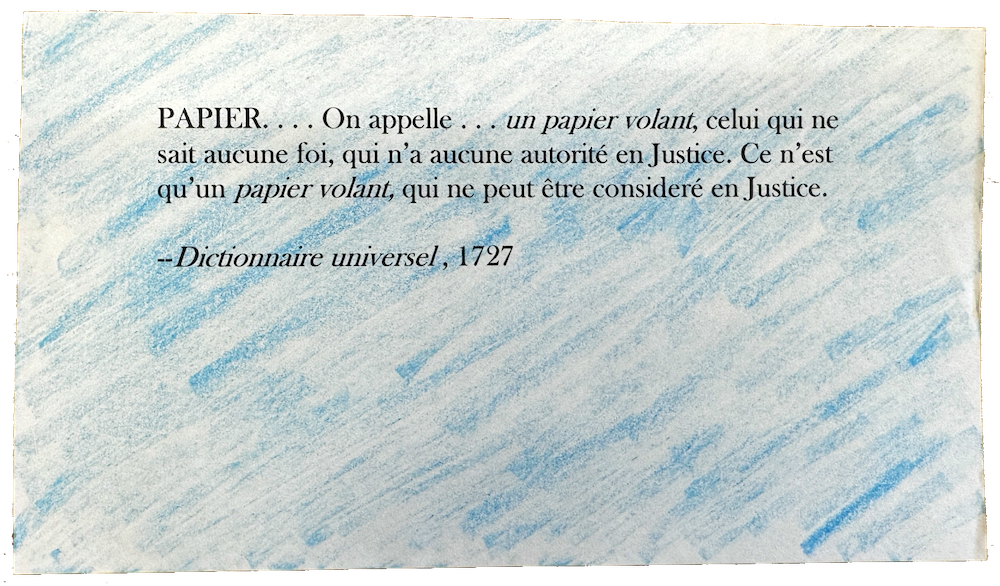 PAPIER. . . . On appelle . . . un papier volant, celui qui ne
sait aucune foi, qui n’a aucune autorité en Justice. Ce n’est
qu’un papier volant, qui ne peut être consideré en Justice.
--Dictionnaire universel , 1727